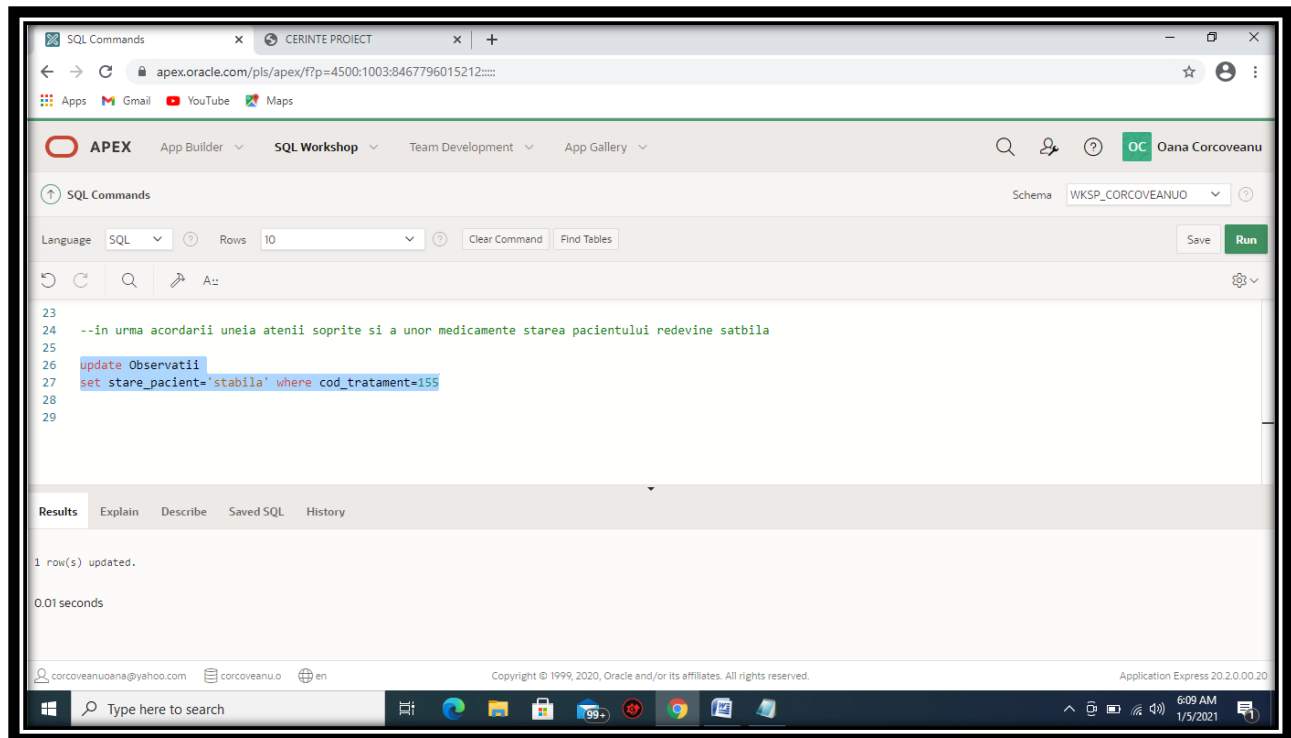 SQL Commands
CERINTE PROIECT
apex.oracle.com/pls/apex/f?p=4500:1003:8467796015212:::::
Apps Gmail YouTube Maps
APEX App Builder SQL Workshop Team Development App Gallery OC Oana Corcoveanu
SQL Commands Schema WKSP_CORCOVEANUO
Language SQL Rows 10 Clear Command Find Tables Save Run
23
24 --in urma acordarii uneia atenii soprite si a unor medicamente starea pacientului redevine satbila
25
26 update Observatii
27 set stare_pacient='stabila' where cod_tratament=155
28
29
Results Explain Describe Saved SQL History
1 row(s) updated.
0.01 seconds
corcoveanuoana@yahoo.com corcoveanu.o en Copyright © 1999, 2020, Oracle and/or its affiliates. All rights reserved. Application Express 20.2.0.00.20
Type here to search 99+ 6:09 AM
1/5/2021 1